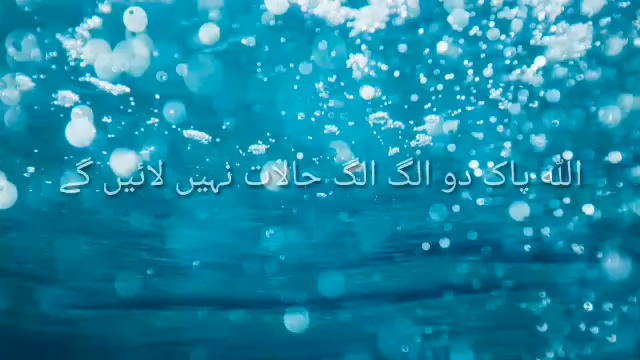 اللہ پاک دو الگ الگ حالات نہیں لائیں گے